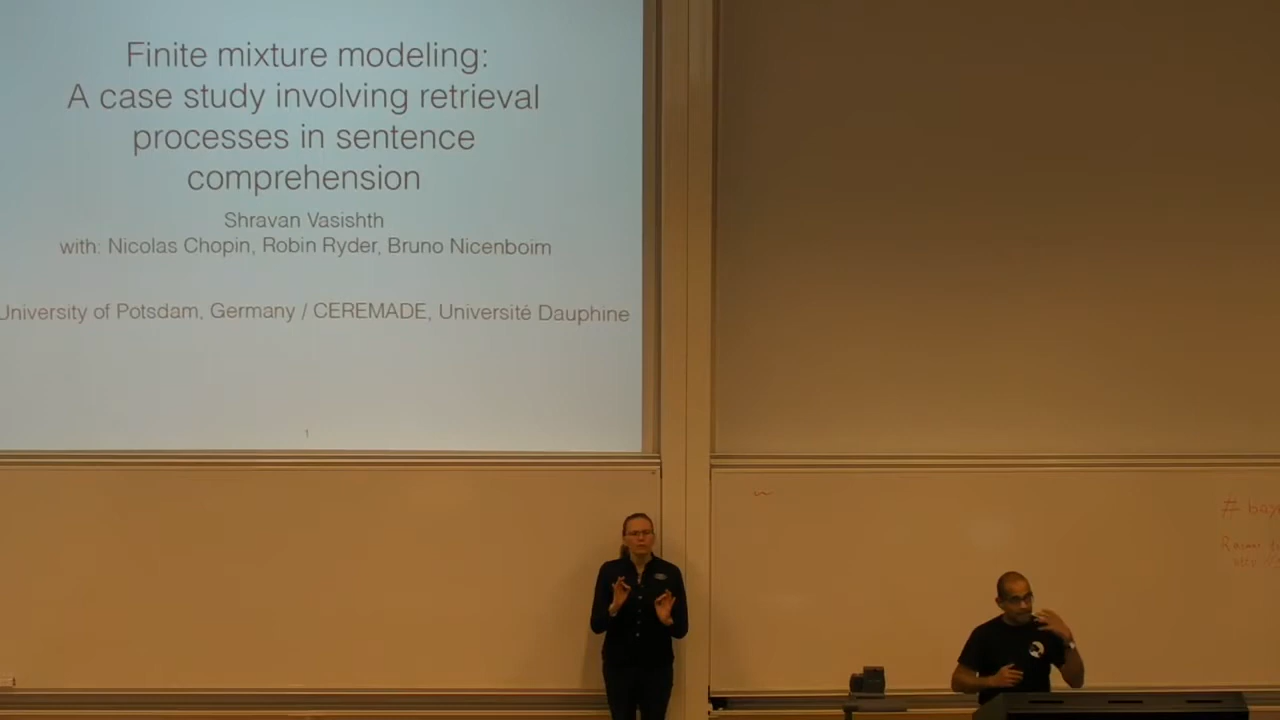 Finite mixture modeling:
A case study involving retrieval
processes in sentence
comprehension
Shravan Vasishth
with: Nicolas Chopin, Robin Ryder, Bruno Nicenboim
University of Potsdam, Germany / CEREMADE, Université Dauphine
1
#